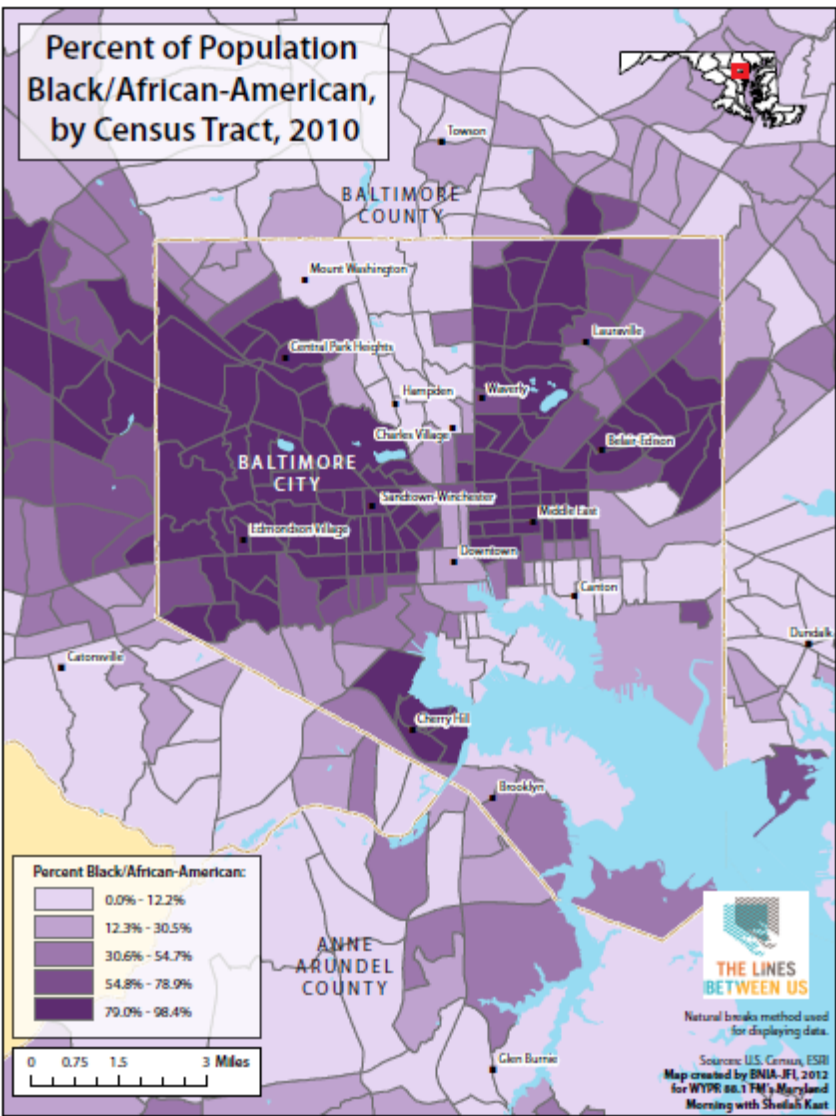 Percent of Population
Black/African-American,
by Census Tract, 2010
Towson
BALTIMORE
COUNTY
Mount Washington
Lauraville
Central Park Heights
Hampden
Waverly
Charles Village
Belair-Edison
BALTIMORE
CITY
Sandtown-Winchester
Middle East
Edmondson Village
Downtown
Canton
Dundalk
Catonsville
Cherry Hill
Brooklyn
Percent Black/African-American:
0.0% - 12.2%
12.3% - 30.5%
30.6% - 54.7%
54.8% - 78.9%
79.0% - 98.4%
ANNE
ARUNDEL
COUNTY
THE LINES
BETWEEN US
Natural breaks method used
for displaying data.
0 0.75 1.5 3 Miles
Glen Burnie
Sources: U.S. Census, ESRI
Map created by BNIA-JFI, 2012
for WYPR 88.1 FM's Maryland
Morning with Sheilah Kast